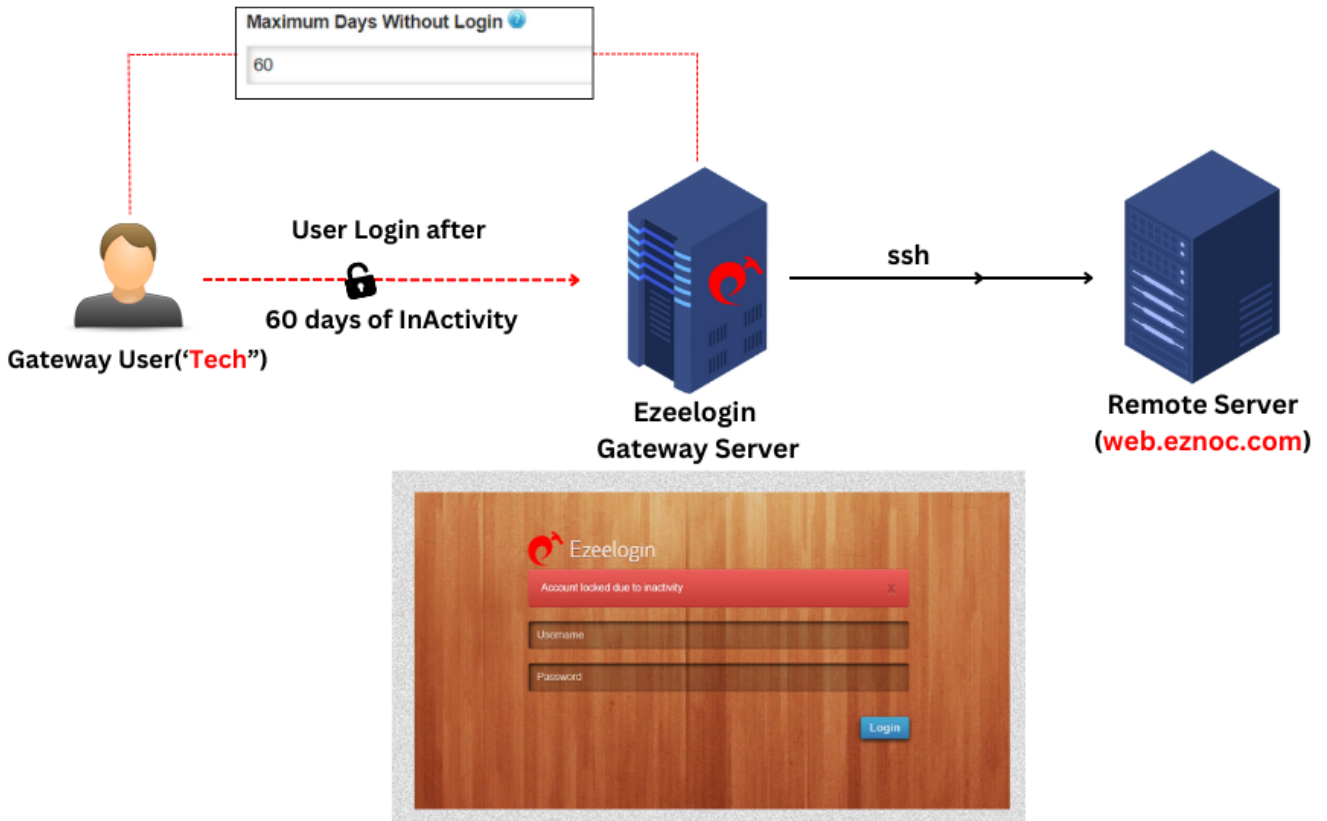 Maximum Days Without Login
60
User Login after
60 days of InActivity
Gateway User(‘Tech”)
ssh
Ezeelogin
Gateway Server
Remote Server
(web.eznoc.com)
Ezeelogin
Account locked due to inactivity
X
Username
Password
Login